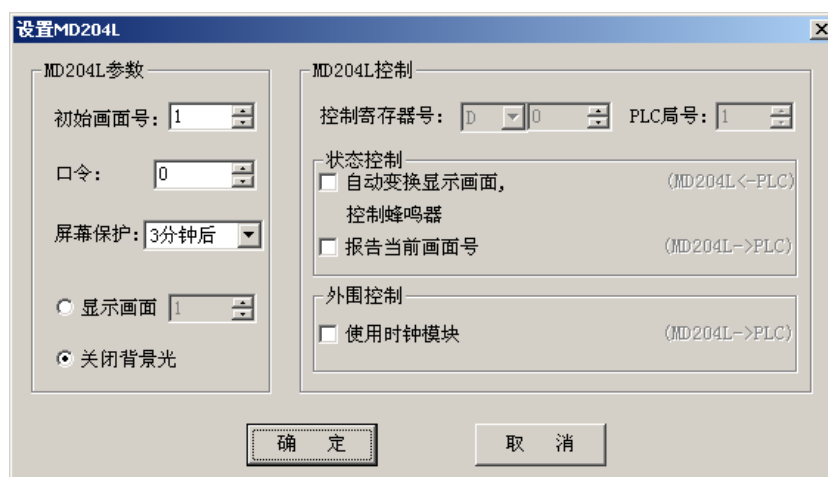 设置MD204L
MD204L参数
初始画面号: 1
口令: 0
屏幕保护: 3分钟后
显示画面 1
关闭背景光
MD204L控制
控制寄存器号: D 0 PLC局号: 1
状态控制
自动变换显示画面, (MD204L<-PLC)
控制蜂鸣器
报告当前画面号 (MD204L->PLC)
外围控制
使用时钟模块 (MD204L->PLC)
确 定 取 消